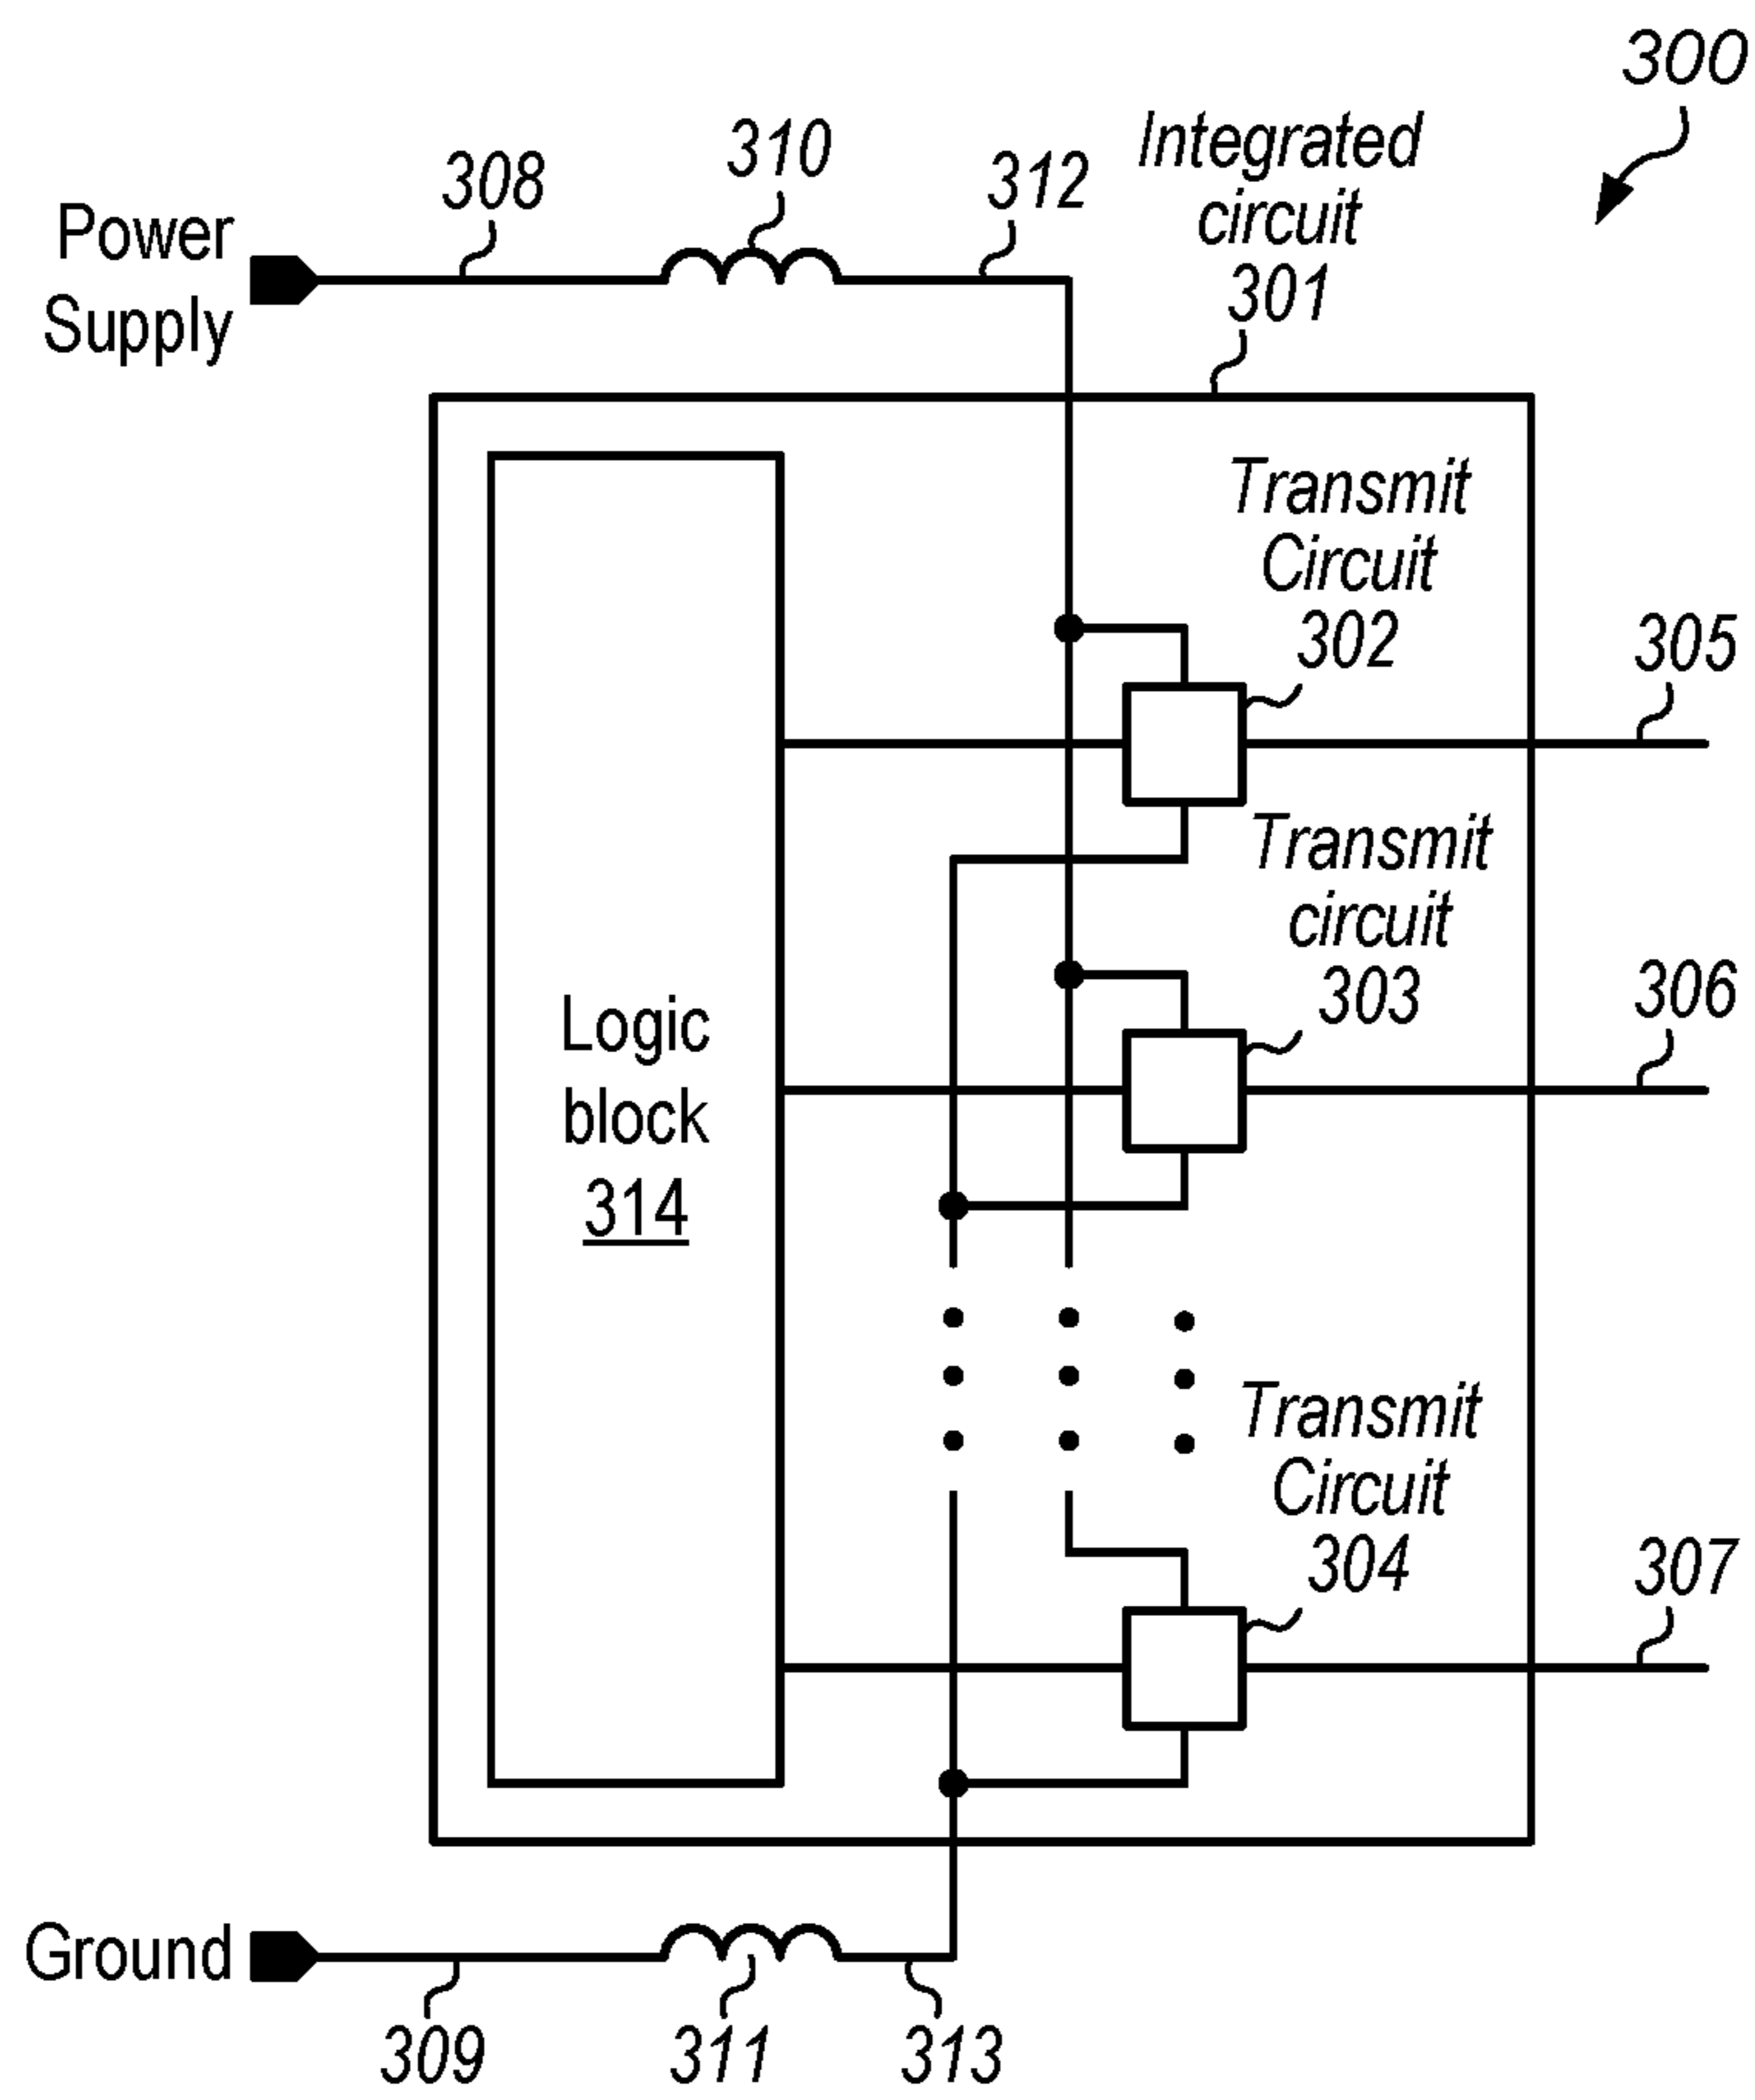 300
Integrated
circuit
301
310
308
312
Power
Supply
Transmit
Circuit
302
305
Transmit
circuit
303
306
Logic
block
314
Transmit
Circuit
304
307
Ground
309
311
313